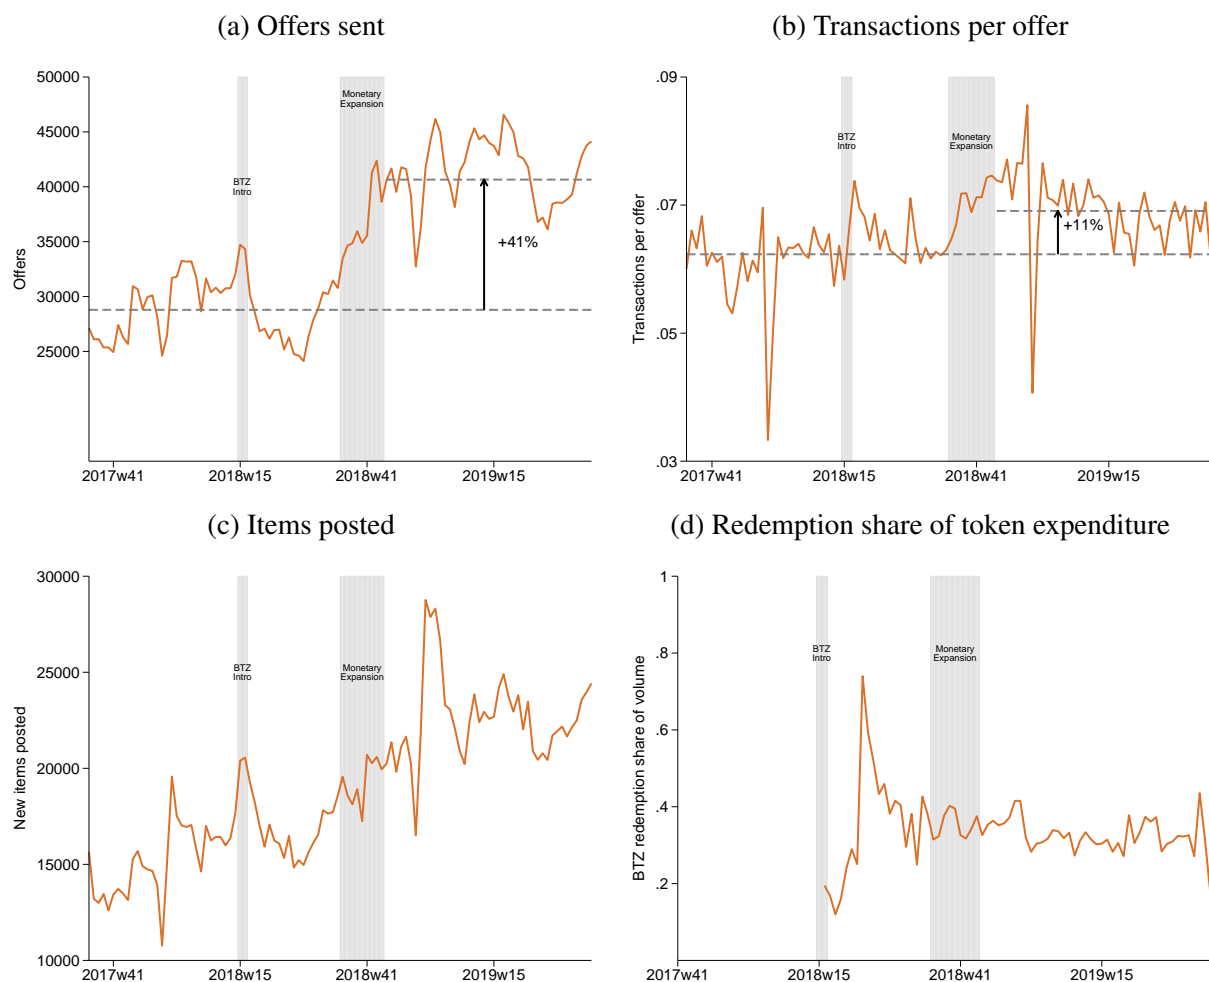 (a) Offers sent
50000
45000
40000
35000
30000
25000
Offers
BTZ
Intro
Monetary
Expansion
+41%
2017w41
2018w15
2018w41
2019w15
(b) Transactions per offer
.09
.07
.05
.03
Transactions per offer
BTZ
Intro
Monetary
Expansion
+11%
2017w41
2018w15
2018w41
2019w15
(c) Items posted
30000
25000
20000
15000
10000
New items posted
BTZ
Intro
Monetary
Expansion
2017w41
2018w15
2018w41
2019w15
(d) Redemption share of token expenditure
1
.8
.6
.4
.2
0
BTZ redemption share of volume
BTZ
Intro
Monetary
Expansion
2017w41
2018w15
2018w41
2019w15